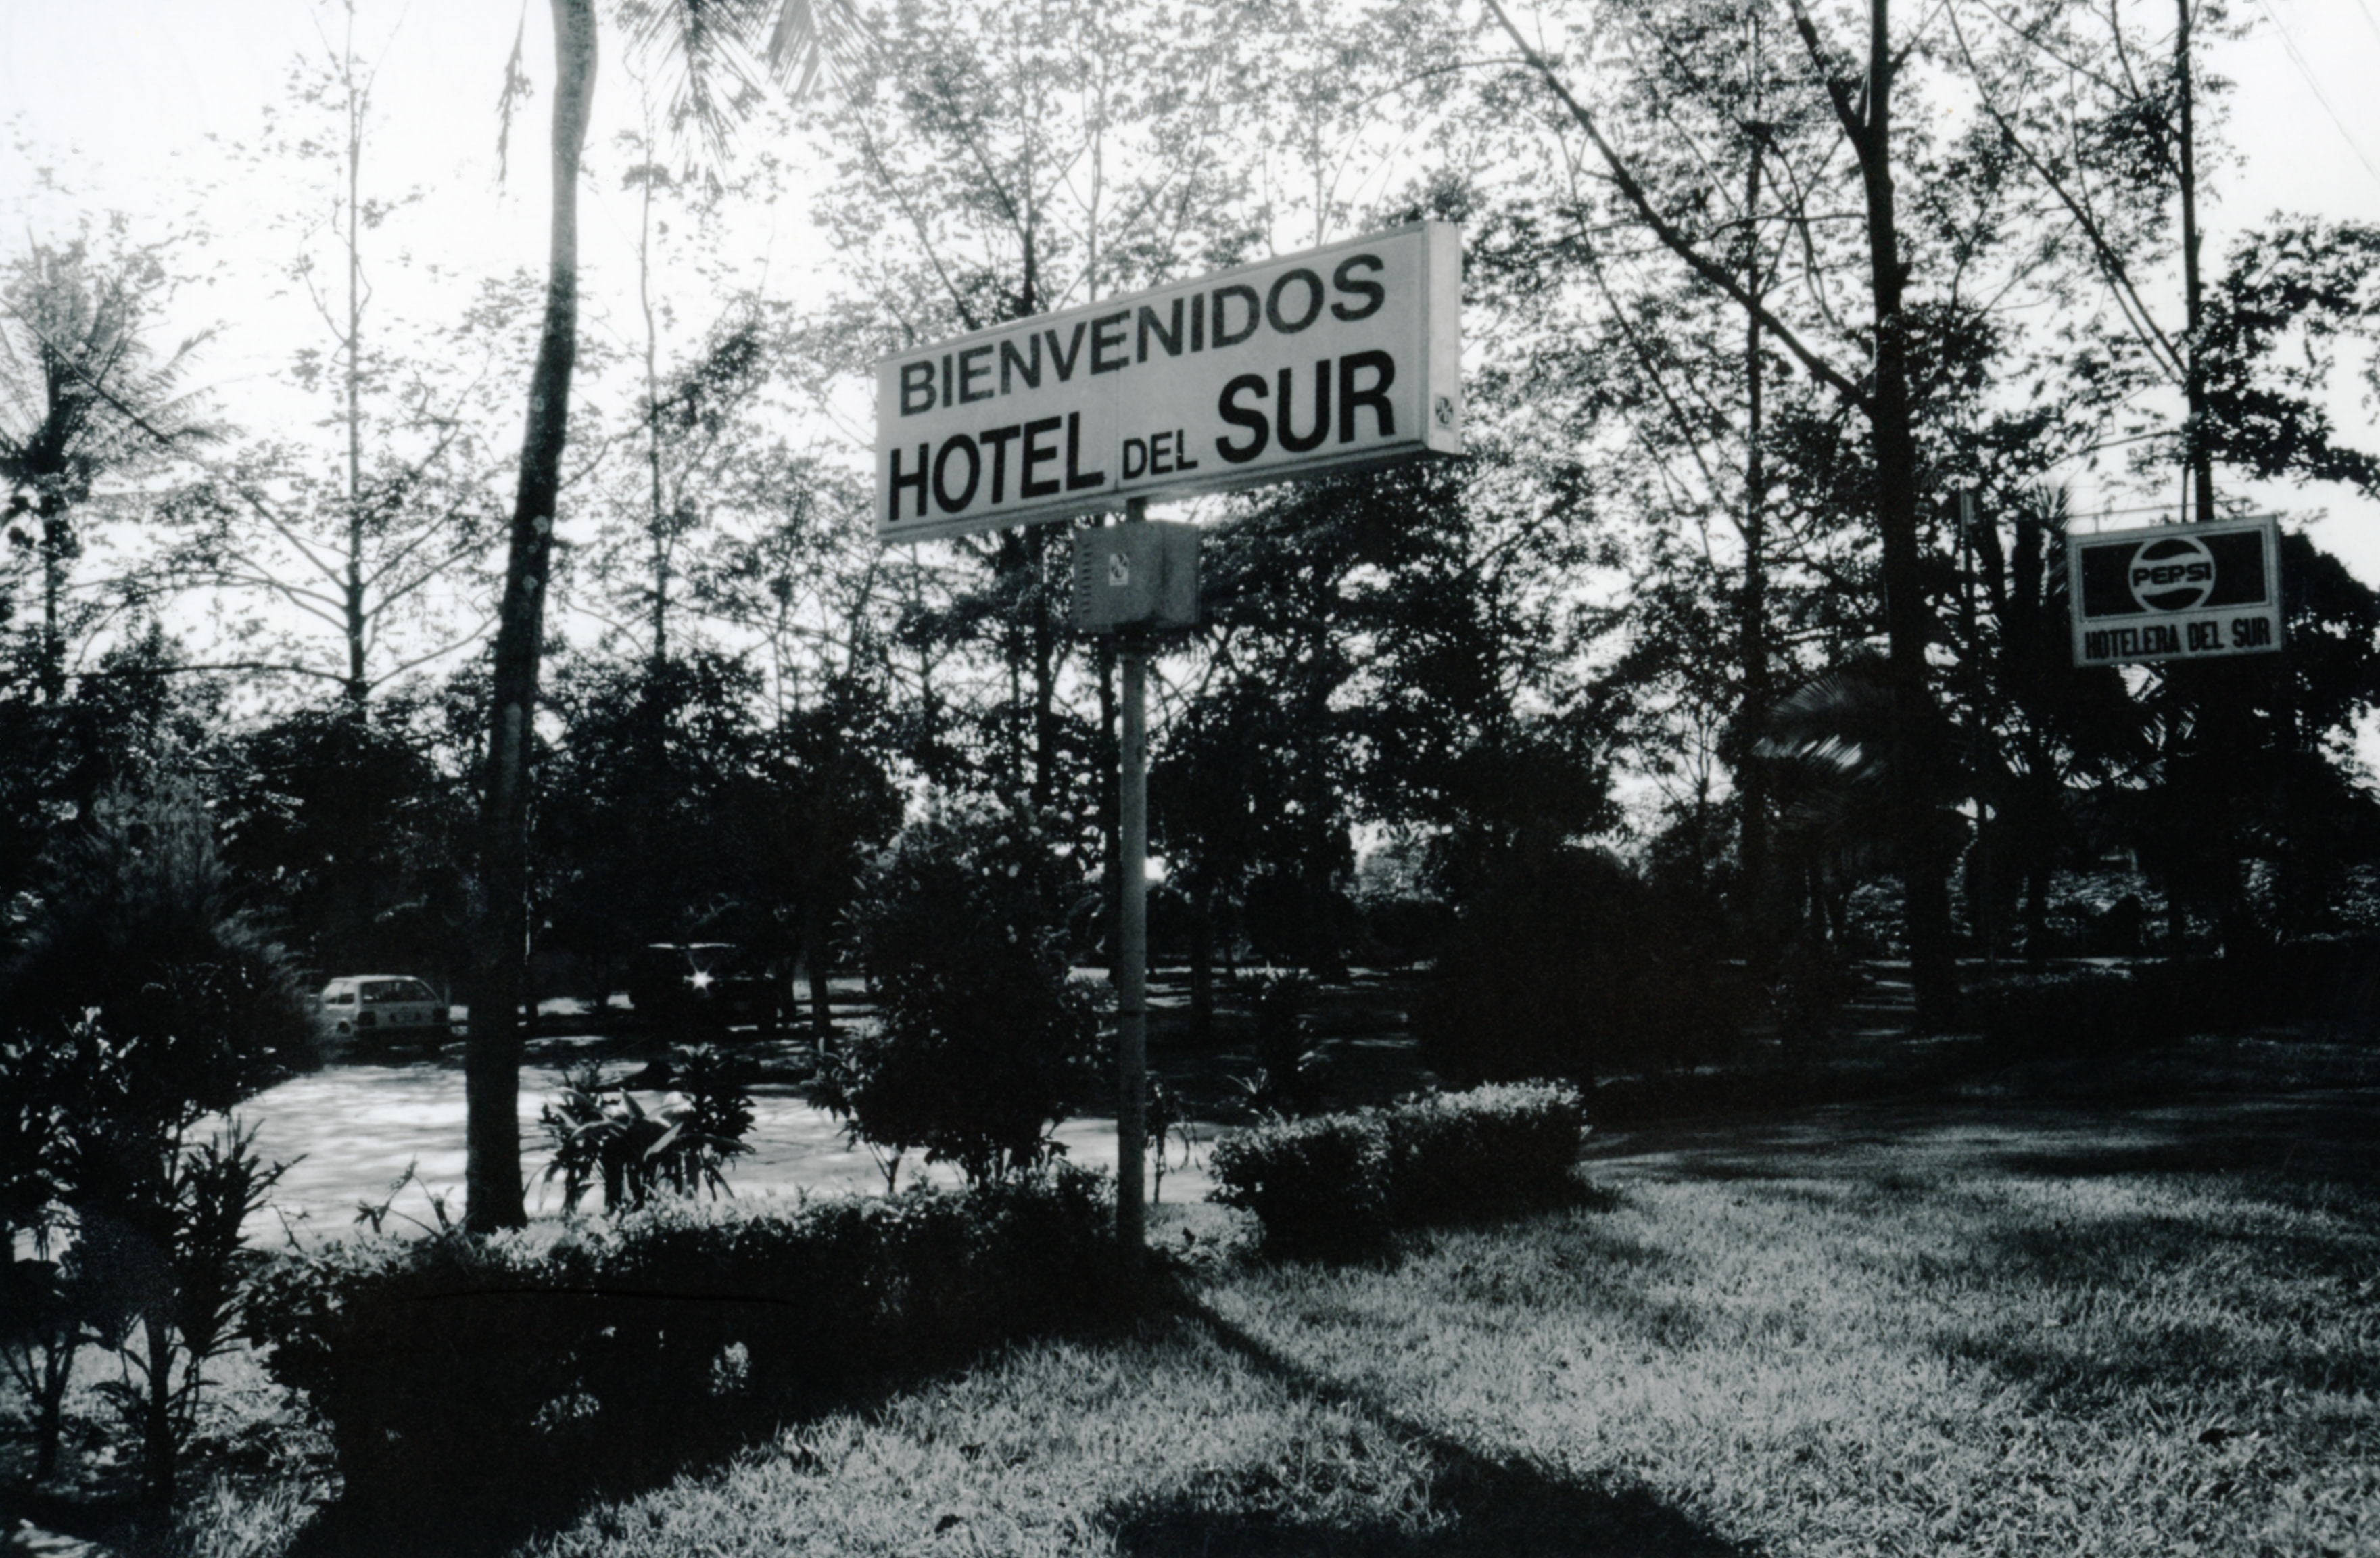 BIENVENIDOS
HOTEL DEL SUR
PEPSI
HOTELERA DEL SUR